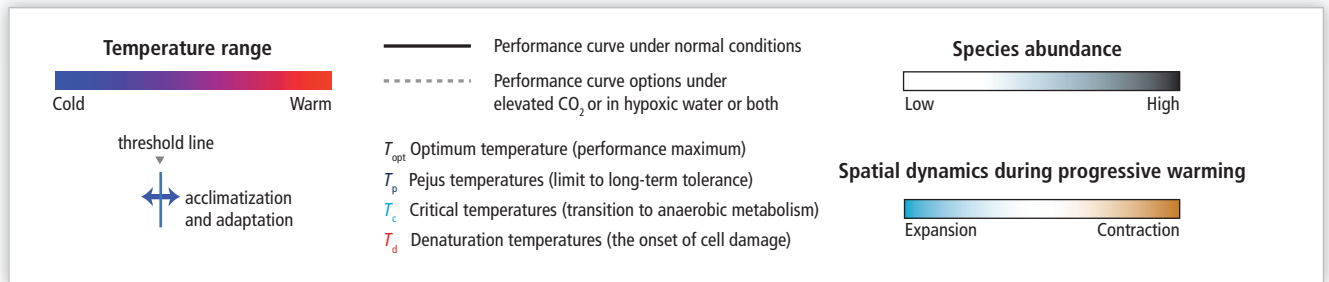 Temperature range
Cold Warm
threshold line
acclimatization
and adaptation
Performance curve under normal conditions
Performance curve options under
elevated CO2 or in hypoxic water or both
Topt Optimum temperature (performance maximum)
Tp Pejus temperatures (limit to long-term tolerance)
Tc Critical temperatures (transition to anaerobic metabolism)
Td Denaturation temperatures (the onset of cell damage)
Species abundance
Low High
Spatial dynamics during progressive warming
Expansion Contraction